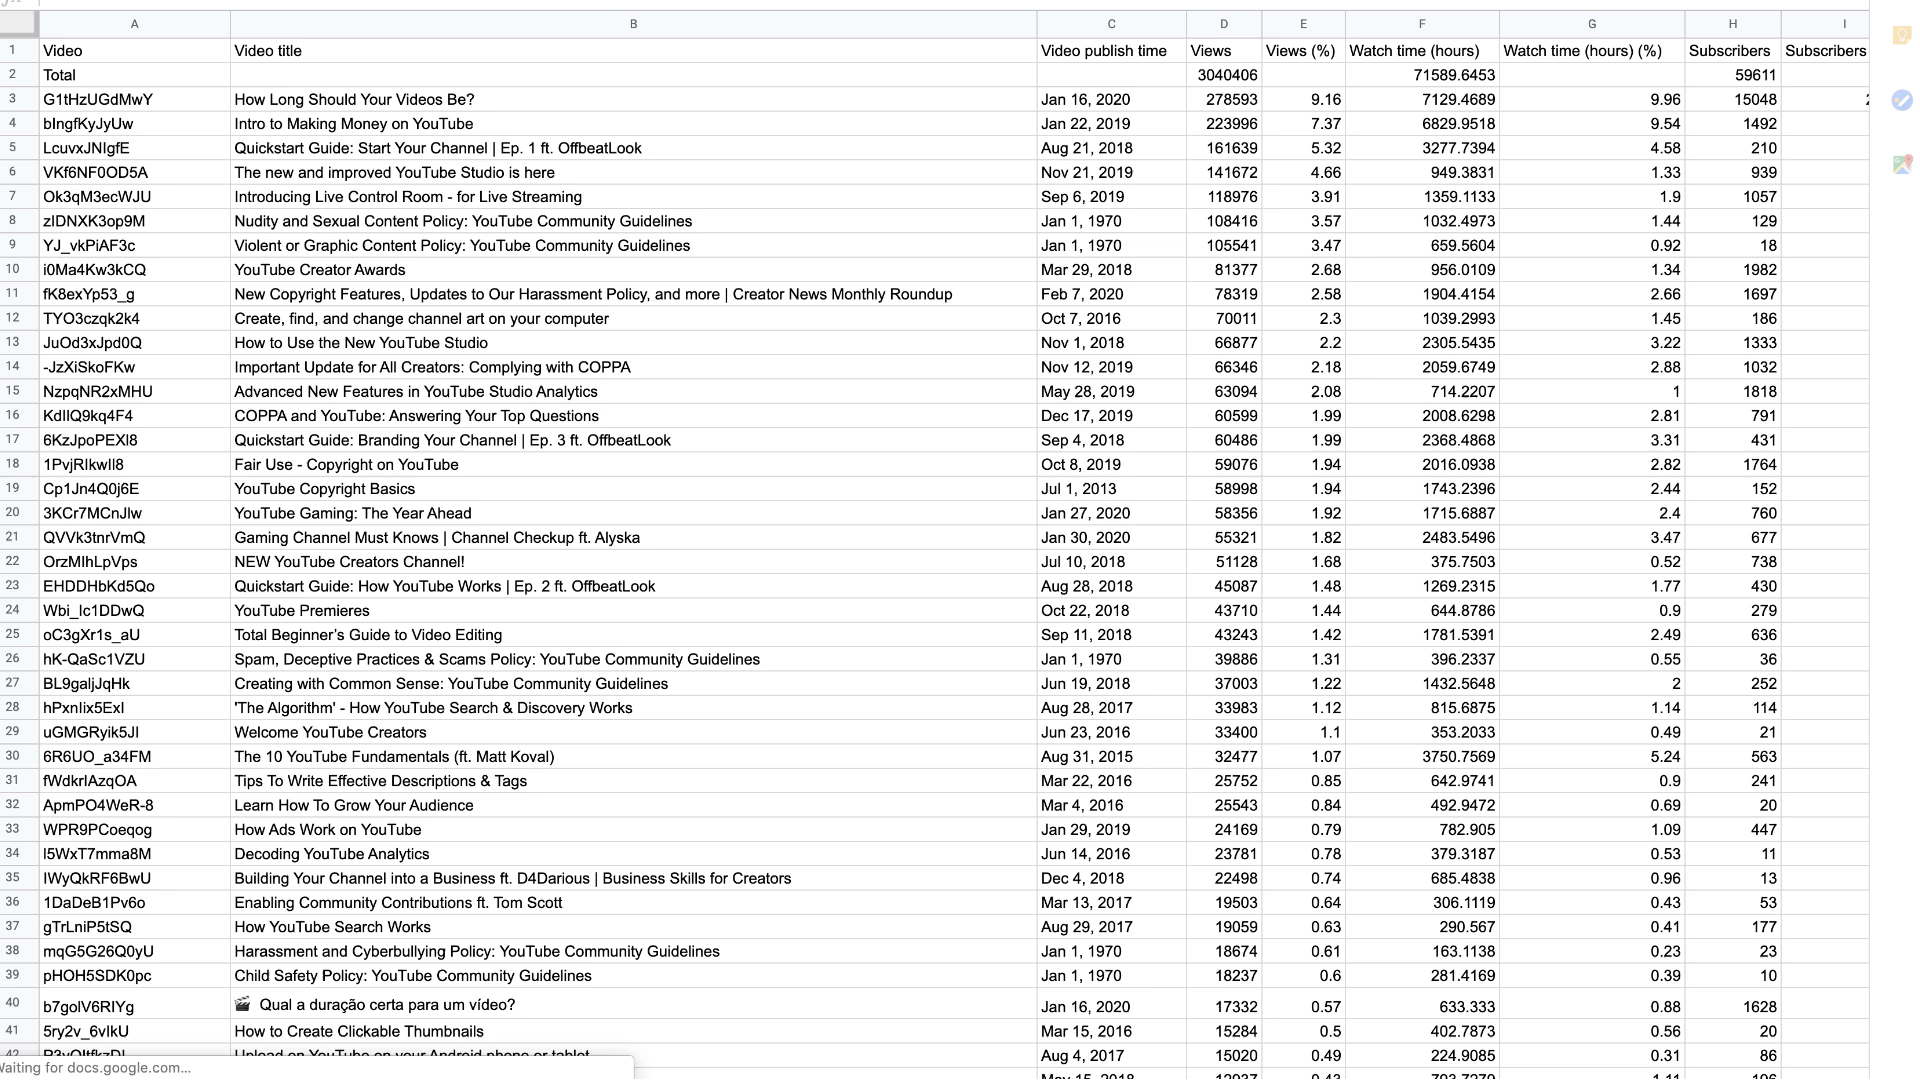 A B C D E F G H I
1 Video Video title Video publish time Views Views (%) Watch time (hours) Watch time (hours) (%) Subscribers Subscribers
2 Total 3040406 71589.6453 59611
3 G1tHzUGdMwY How Long Should Your Videos Be? Jan 16, 2020 278593 9.16 7129.4689 9.96 15048
4 bIngfKyJyUw Intro to Making Money on YouTube Jan 22, 2019 223996 7.37 6829.9518 9.54 1492
5 LcuvxJNIgfE Quickstart Guide: Start Your Channel | Ep. 1 ft. OffbeatLook Aug 21, 2018 161639 5.32 3277.7394 4.58 210
6 VKf6NF0OD5A The new and improved YouTube Studio is here Nov 21, 2019 141672 4.66 949.3831 1.33 939
7 Ok3qM3ecWJU Introducing Live Control Room - for Live Streaming Sep 6, 2019 118976 3.91 1359.1133 1.9 1057
8 zIDNXK3op9M Nudity and Sexual Content Policy: YouTube Community Guidelines Jan 1, 1970 108416 3.57 1032.4973 1.44 129
9 YJ_vkPiAF3c Violent or Graphic Content Policy: YouTube Community Guidelines Jan 1, 1970 105541 3.47 659.5604 0.92 18
10 i0Ma4Kw3kCQ YouTube Creator Awards Mar 29, 2018 81377 2.68 956.0109 1.34 1982
11 fK8exYp53_g New Copyright Features, Updates to Our Harassment Policy, and more | Creator News Monthly Roundup Feb 7, 2020 78319 2.58 1904.4154 2.66 1697
12 TYO3czqk2k4 Create, find, and change channel art on your computer Oct 7, 2016 70011 2.3 1039.2993 1.45 186
13 JuOd3xJpd0Q How to Use the New YouTube Studio Nov 1, 2018 66877 2.2 2305.5435 3.22 1333
14 -JzXiSkoFKw Important Update for All Creators: Complying with COPPA Nov 12, 2019 66346 2.18 2059.6749 2.88 1032
15 NzpqNR2xMHU Advanced New Features in YouTube Studio Analytics May 28, 2019 63094 2.08 714.2207 1 1818
16 KdIlQ9kq4F4 COPPA and YouTube: Answering Your Top Questions Dec 17, 2019 60599 1.99 2008.6298 2.81 791
17 6KzJpoPEXl8 Quickstart Guide: Branding Your Channel | Ep. 3 ft. OffbeatLook Sep 4, 2018 60486 1.99 2368.4868 3.31 431
18 1PvjRIkwIl8 Fair Use - Copyright on YouTube Oct 8, 2019 59076 1.94 2016.0938 2.82 1764
19 Cp1Jn4Q0j6E YouTube Copyright Basics Jul 1, 2013 58998 1.94 1743.2396 2.44 152
20 3KCr7MCnJlw YouTube Gaming: The Year Ahead Jan 27, 2020 58356 1.92 1715.6887 2.4 760
21 QVVk3tnrVmQ Gaming Channel Must Knows | Channel Checkup ft. Alyska Jan 30, 2020 55321 1.82 2483.5496 3.47 677
22 OrzMIhLpVps NEW YouTube Creators Channel! Jul 10, 2018 51128 1.68 375.7503 0.52 738
23 EHDDHbKd5Qo Quickstart Guide: How YouTube Works | Ep. 2 ft. OffbeatLook Aug 28, 2018 45087 1.48 1269.2315 1.77 430
24 Wbi_Ic1DDwQ YouTube Premieres Oct 22, 2018 43710 1.44 644.8786 0.9 279
25 oC3gXr1s_aU Total Beginner’s Guide to Video Editing Sep 11, 2018 43243 1.42 1781.5391 2.49 636
26 hK-QaSc1VZU Spam, Deceptive Practices & Scams Policy: YouTube Community Guidelines Jan 1, 1970 39886 1.31 396.2337 0.55 36
27 BL9galjJqHk Creating with Common Sense: YouTube Community Guidelines Jun 19, 2018 37003 1.22 1432.5648 2 252
28 hPxnIix5ExI 'The Algorithm' - How YouTube Search & Discovery Works Aug 28, 2017 33983 1.12 815.6875 1.14 114
29 uGMGRyik5JI Welcome YouTube Creators Jun 23, 2016 33400 1.1 353.2033 0.49 21
30 6R6UO_a34FM The 10 YouTube Fundamentals (ft. Matt Koval) Aug 31, 2015 32477 1.07 3750.7569 5.24 563
31 fWdkrIAzqOA Tips To Write Effective Descriptions & Tags Mar 22, 2016 25752 0.85 642.9741 0.9 241
32 ApmPO4WeR-8 Learn How To Grow Your Audience Mar 4, 2016 25543 0.84 492.9472 0.69 20
33 WPR9PCoeqog How Ads Work on YouTube Jan 29, 2019 24169 0.79 782.905 1.09 447
34 I5WxT7mma8M Decoding YouTube Analytics Jun 14, 2016 23781 0.78 379.3187 0.53 11
35 IWyQkRF6BwU Building Your Channel into a Business ft. D4Darious | Business Skills for Creators Dec 4, 2018 22498 0.74 685.4838 0.96 13
36 1DaDeB1Pv6o Enabling Community Contributions ft. Tom Scott Mar 13, 2017 19503 0.64 306.1119 0.43 53
37 gTrLniP5tSQ How YouTube Search Works Aug 29, 2017 19059 0.63 290.567 0.41 177
38 mqG5G26Q0yU Harassment and Cyberbullying Policy: YouTube Community Guidelines Jan 1, 1970 18674 0.61 163.1138 0.23 23
39 pHOH5SDK0pc Child Safety Policy: YouTube Community Guidelines Jan 1, 1970 18237 0.6 281.4169 0.39 10
40 b7golV6RIYg 🎬 Qual a duração certa para um vídeo? Jan 16, 2020 17332 0.57 633.333 0.88 1628
41 5ry2v_6vIkU How to Create Clickable Thumbnails Mar 15, 2016 15284 0.5 402.7873 0.56 20
42 Upload on YouTube on your Android phone or tablet Aug 4, 2017 15020 0.49 224.9085 0.31 86
Waiting for docs.google.com...